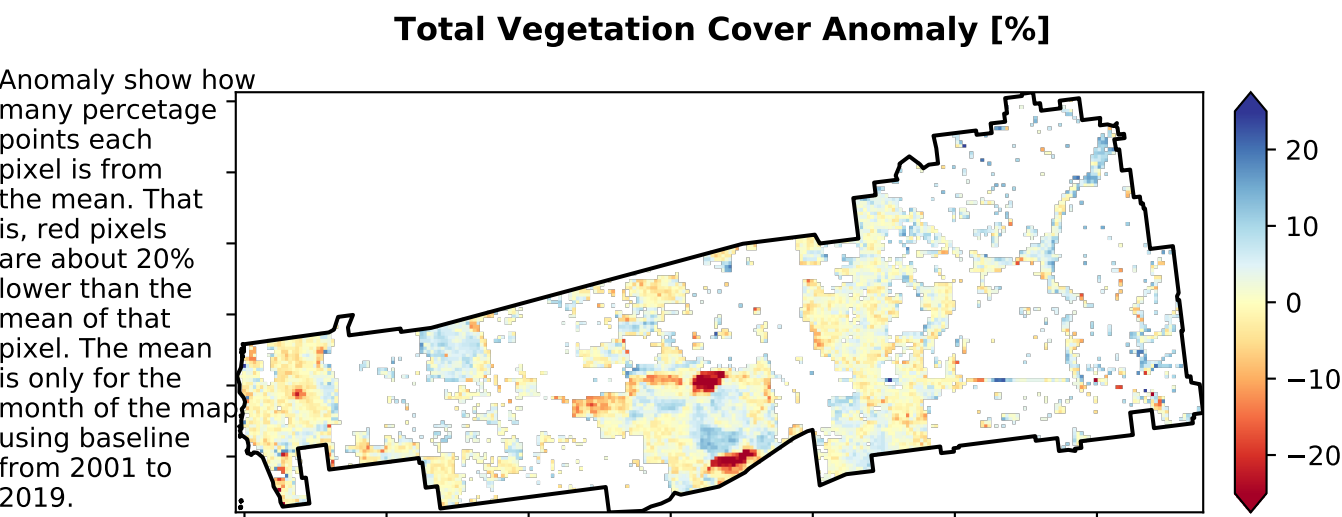 Total Vegetation Cover Anomaly [%]
Anomaly show how
many percetage
points each
pixel is from
the mean. That
is, red pixels
are about 20%
lower than the
mean of that
pixel. The mean
is only for the
month of the map
using baseline
from 2001 to
2019.
20
10
0
−10
−20